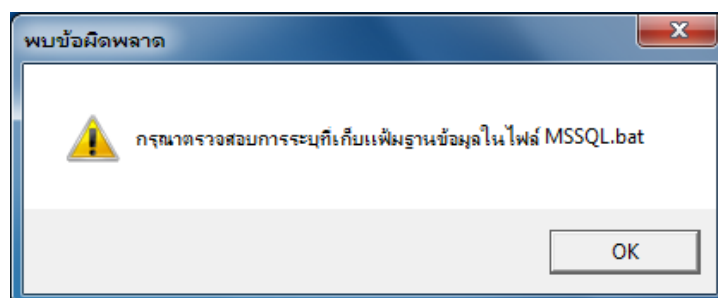 พบข้อผิดพลาด
กรุณาตรวจสอบการระบุที่เก็บแฟ้มฐานข้อมูลในไฟล์ MSSQL.bat
OK